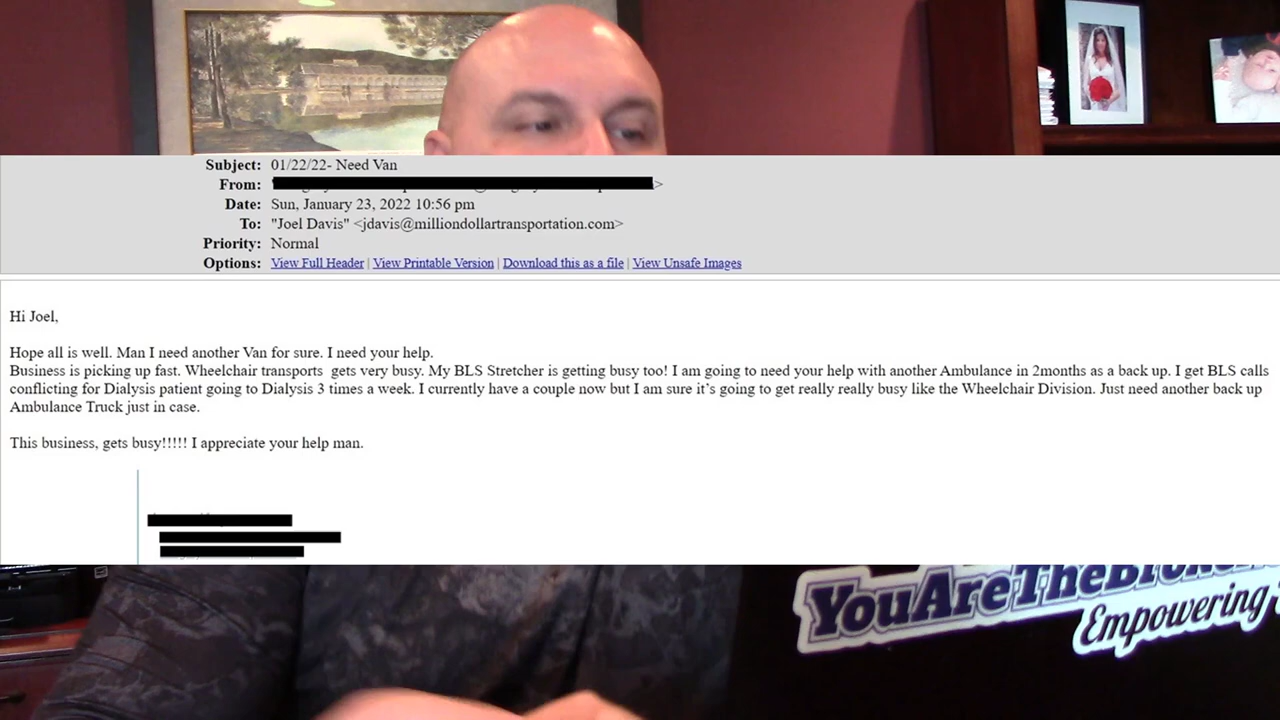 Subject: 01/22/22- Need Van
From: >
Date: Sun, January 23, 2022 10:56 pm
To: "Joel Davis" <jdavis@milliondollartransportation.com>
Priority: Normal
Options: View Full Header | View Printable Version | Download this as a file | View Unsafe Images
Hi Joel,
Hope all is well. Man I need another Van for sure. I need your help.
Business is picking up fast. Wheelchair transports gets very busy. My BLS Stretcher is getting busy too! I am going to need your help with another Ambulance in 2months as a back up. I get BLS calls
conflicting for Dialysis patient going to Dialysis 3 times a week. I currently have a couple now but I am sure it’s going to get really really busy like the Wheelchair Division. Just need another back up
Ambulance Truck just in case.
This business, gets busy!!!!! I appreciate your help man.
YouAreTheBroke
Empowering